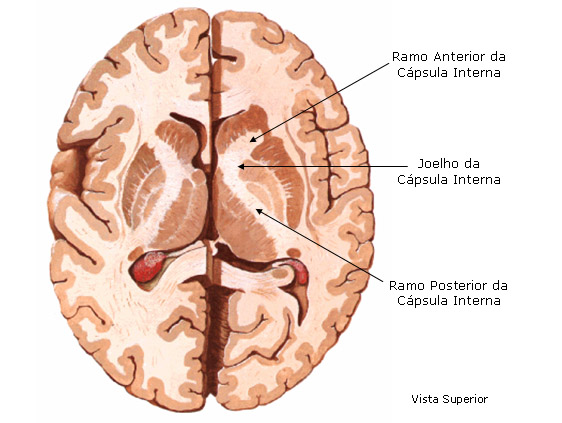 Ramo Anterior da
Cápsula Interna
Joelho da
Cápsula Interna
Ramo Posterior da
Cápsula Interna
Vista Superior